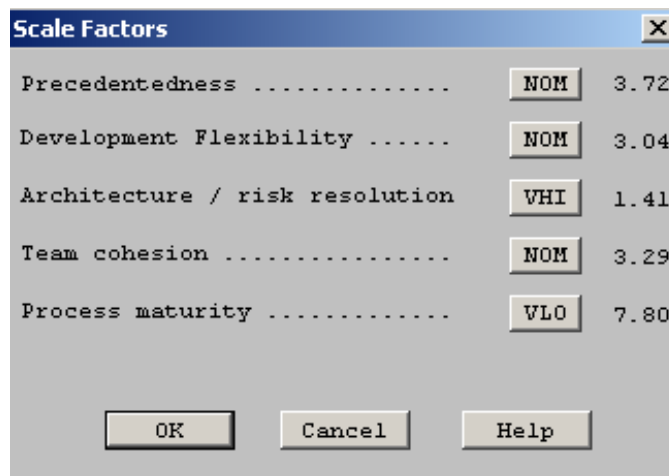 Scale Factors
Precedentedness .............. NOM 3.72
Development Flexibility ...... NOM 3.04
Architecture / risk resolution VHI 1.41
Team cohesion ................ NOM 3.29
Process maturity ............. VLO 7.80
OK Cancel Help